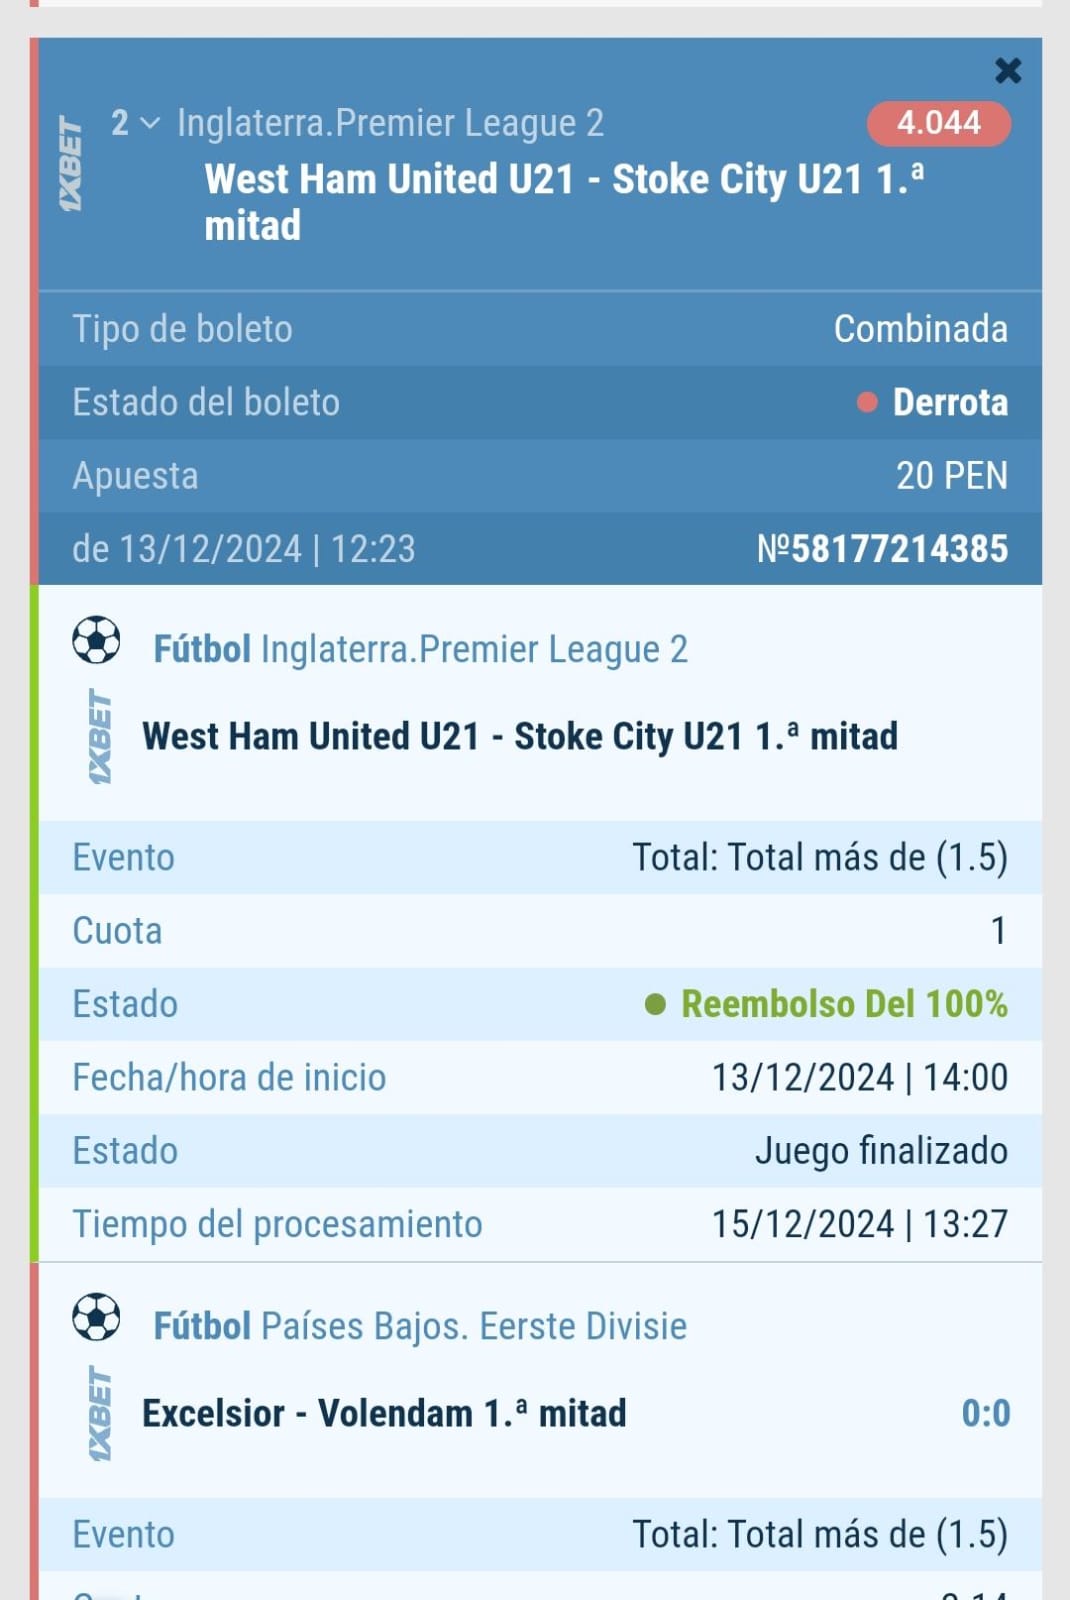 1XBET
2 Inglaterra.Premier League 2 4.044
West Ham United U21 - Stoke City U21 1.ª
mitad
Tipo de boleto Combinada
Estado del boleto Derrota
Apuesta 20 PEN
de 13/12/2024 | 12:23 Nº58177214385
Fútbol Inglaterra.Premier League 2
1XBET
West Ham United U21 - Stoke City U21 1.ª mitad
Evento Total: Total más de (1.5)
Cuota 1
Estado Reembolso Del 100%
Fecha/hora de inicio 13/12/2024 | 14:00
Estado Juego finalizado
Tiempo del procesamiento 15/12/2024 | 13:27
Fútbol Países Bajos. Eerste Divisie
1XBET
Excelsior - Volendam 1.ª mitad 0:0
Evento Total: Total más de (1.5)